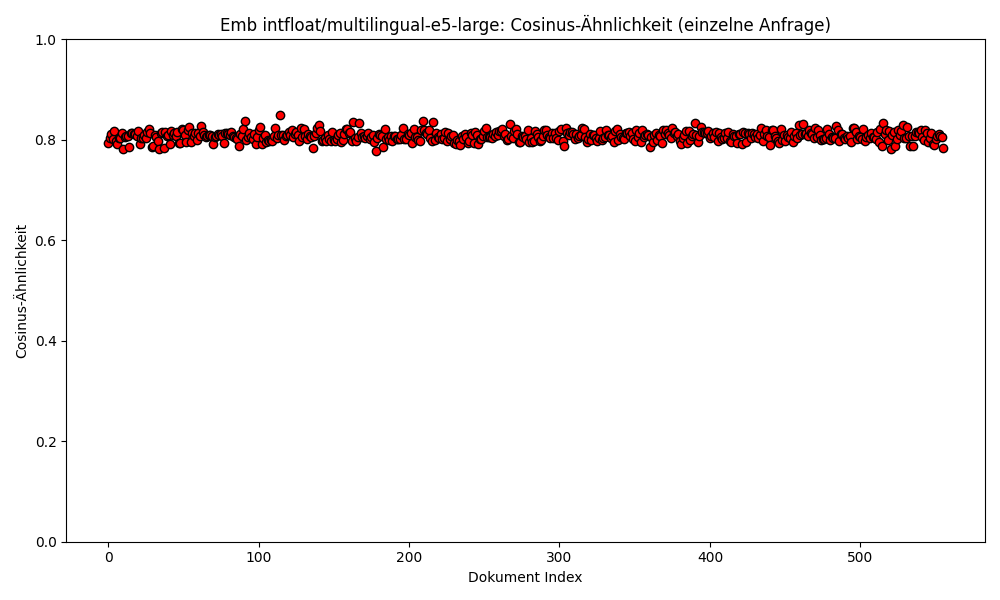 Emb intfloat/multilingual-e5-large: Cosinus-Ähnlichkeit (einzelne Anfrage)
1.0
0.8
0.6
0.4
0.2
0.0
Cosinus-Ähnlichkeit
0 100 200 300 400 500
Dokument Index